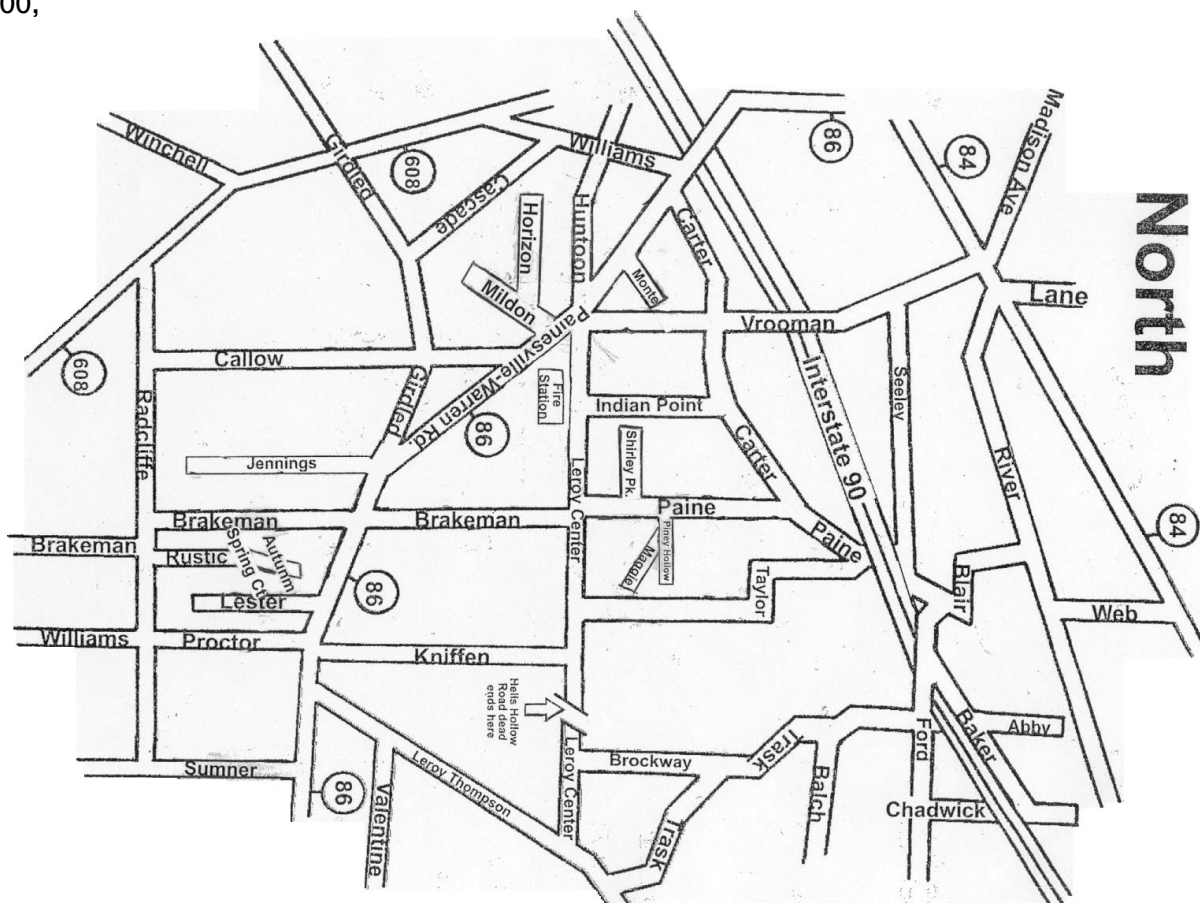 00,
Winchell
Girdled
608
Cascade
Williams
Huntoon
Horizon
Mildon
Monte
Carter
86
84
Madison Ave
North
Lane
Vrooman
Painesville-Warren Rd.
Callow
608
Radcliffe
Girdled
86
Fire
Station
Indian Point
Interstate 90
Seeley
River
Carter
Shirley Pk.
Leroy Center
Jennings
Brakeman
Brakeman
Paine
Paine
Piney Hollow
Maggie
84
Brakeman
Rustic
Spring Ct.
Autumn
Lester
86
Taylor
Blair
Web
Williams
Proctor
Kniffen
Hells Hollow
Road dead
ends here
Leroy Center
Brockway
Trask
Ford
Baker
Abby
Sumner
86
Valentine
Leroy Thompson
Trask
Balch
Chadwick